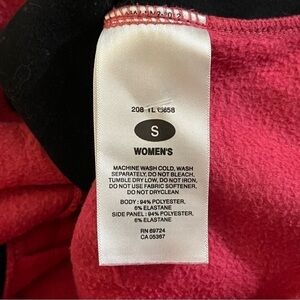 S
WOMEN'S
MACHINE WASH COLD, WASH
SEPARATELY, DO NOT BLEACH,
TUMBLE DRY LOW, DO NOT IRON,
DO NOT USE FABRIC SOFTENER,
DO NOT DRYCLEAN
BODY : 94% POLYESTER,
6% ELASTANE
SIDE PANEL : 94% POLYESTER,
6% ELASTANE
RN 69724
CA 05367